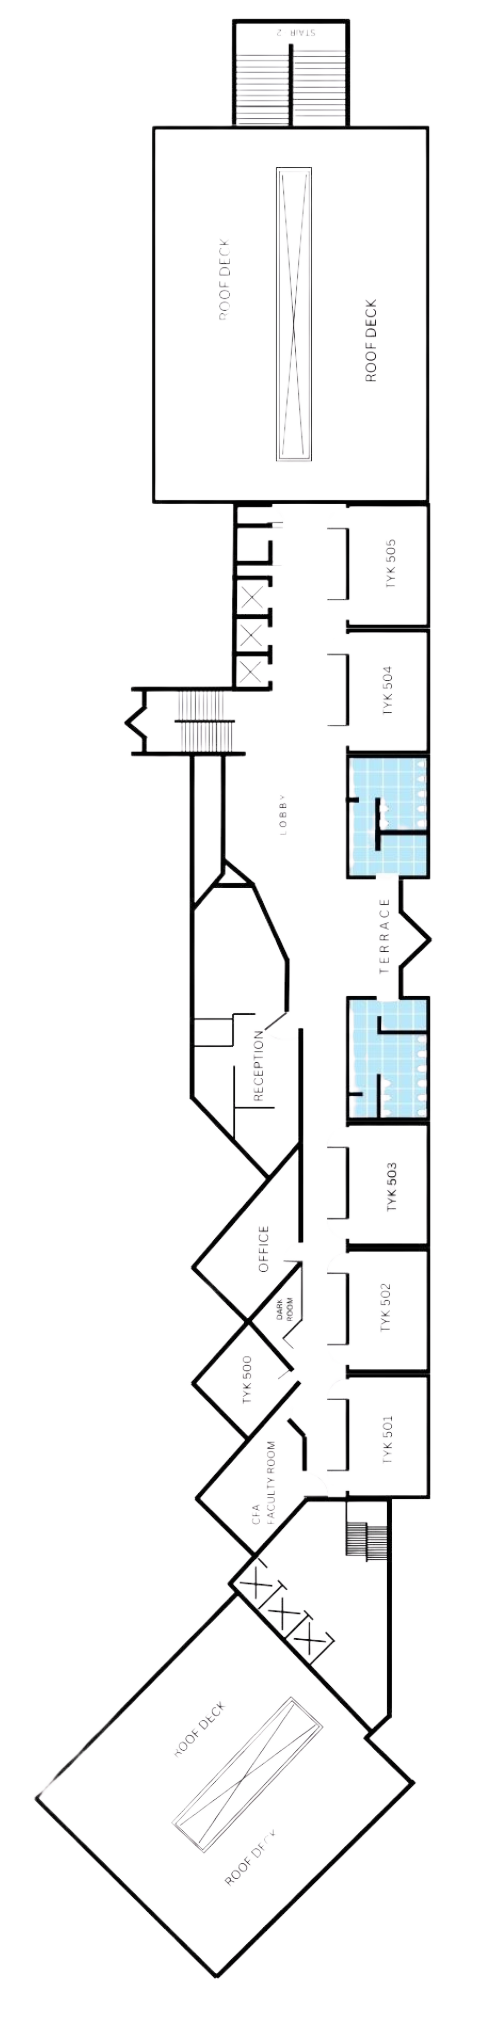 STAIR 2
ROOF DECK
ROOF DECK
TYK 505
TYK 504
LOBBY
TERRACE
RECEPTION
TYK 503
OFFICE
DARK
ROOM
TYK 502
TYK 500
TYK 501
CFA
FACULTY ROOM
ROOF DECK
ROOF DECK